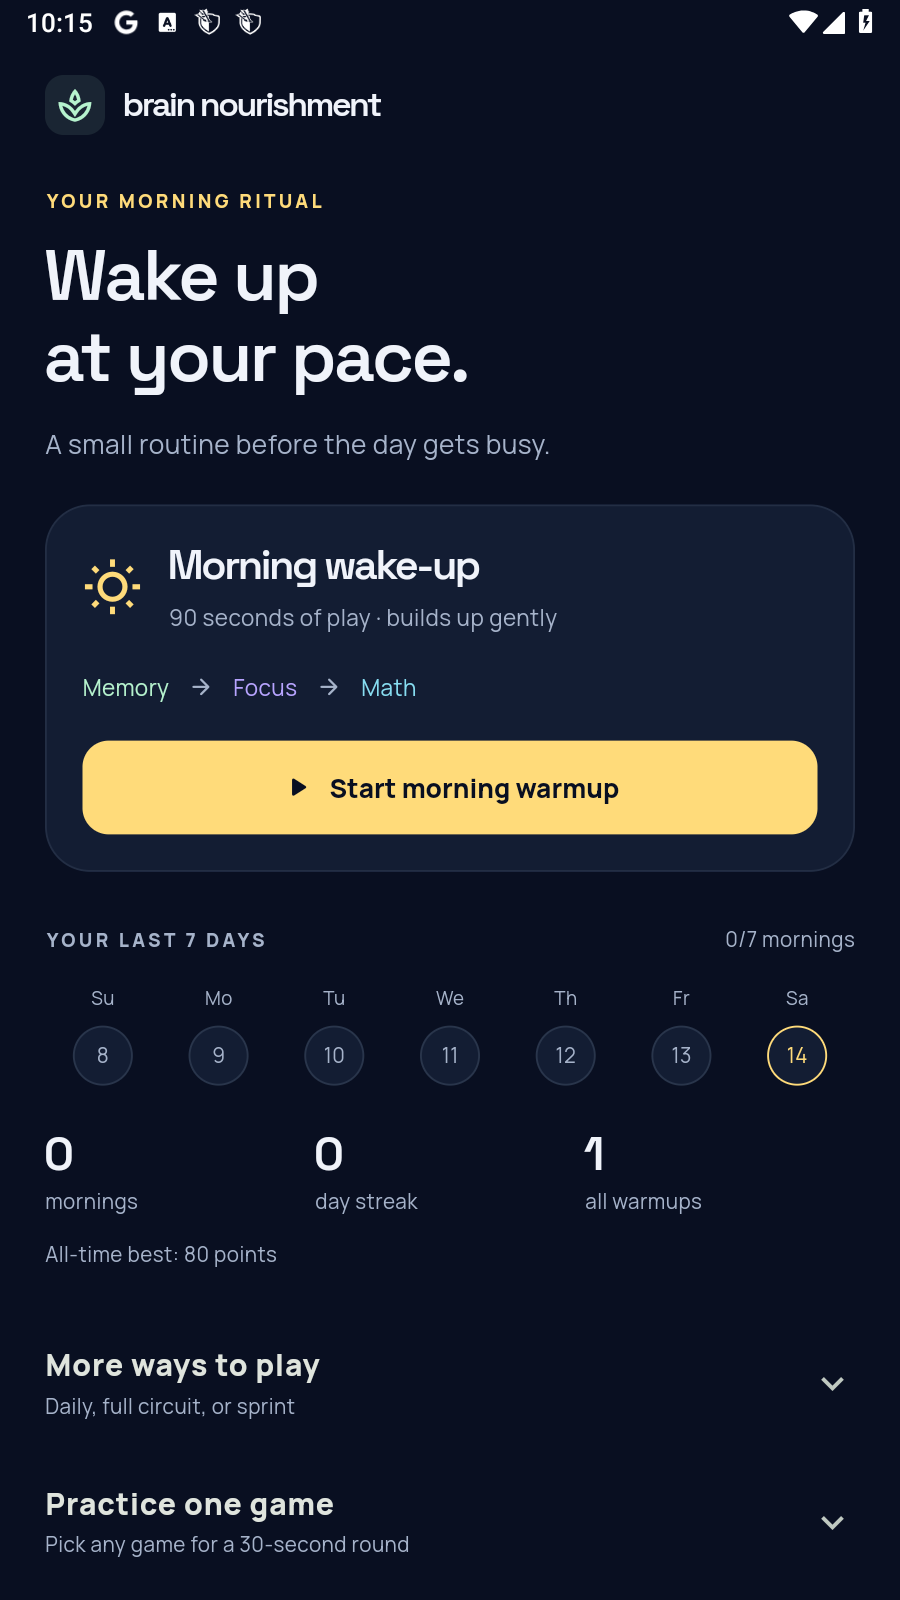 10:15
brain nourishment
YOUR MORNING RITUAL
Wake up
at your pace.
A small routine before the day gets busy.
Morning wake-up
90 seconds of play · builds up gently
Memory → Focus → Math
Start morning warmup
YOUR LAST 7 DAYS 0/7 mornings
Su Mo Tu We Th Fr Sa
8 9 10 11 12 13 14
0 0 1
mornings day streak all warmups
All-time best: 80 points
More ways to play
Daily, full circuit, or sprint
Practice one game
Pick any game for a 30-second round